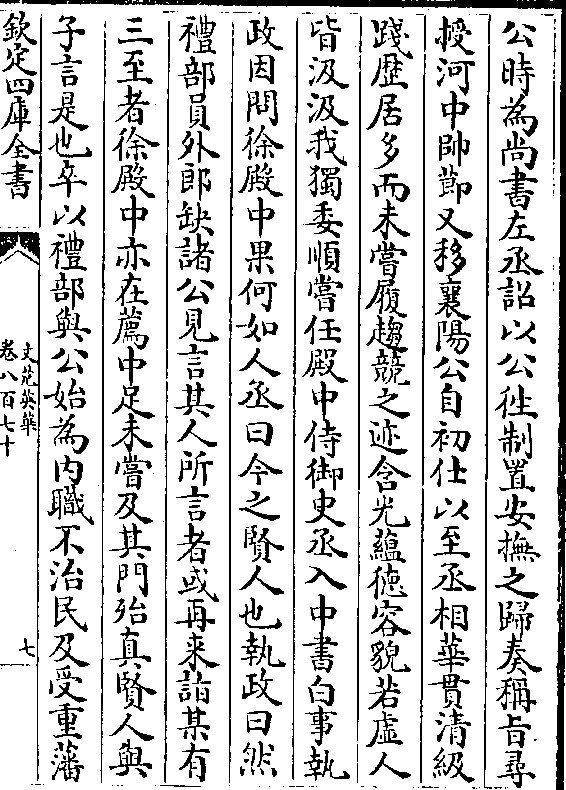 公時為尚書左丞詔以公往制置安撫之歸奏稱旨尋
授河中帥節又移襄陽公自初仕以至丞相華貫清級
踐歷居多而未嘗履趨競之迹含光蘊徳容貌若虛人
皆汲汲我獨委順嘗任殿中侍御史丞入中書白事執
政因問徐殿中果何如人丞曰今之賢人也執政曰然
禮部員外郎缺諸公見言其人所言者或再来詣某有
三至者徐殿中亦在薦中足未嘗及其門殆真賢人與
子言是也卒以禮部與公始為内職不治民及受重藩
欽定四庫全書
文苑英華
卷八百七十
七